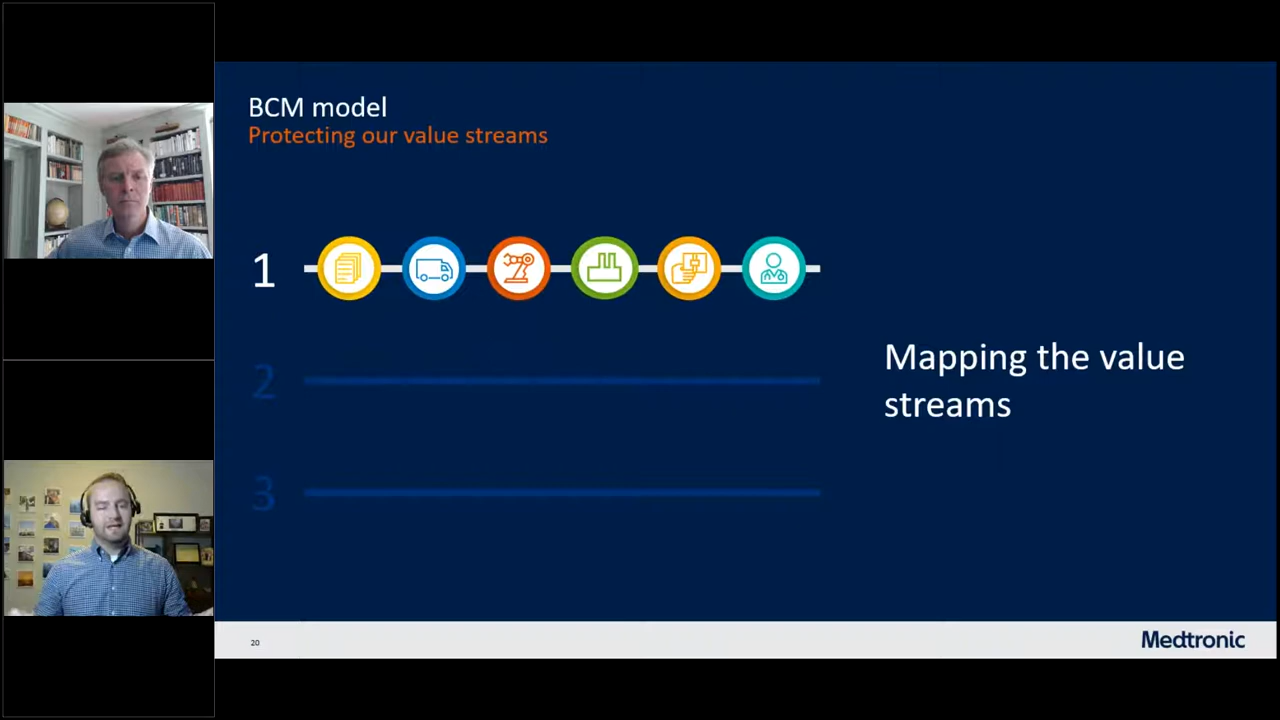 BCM model
Protecting our value streams
1
2
3
Mapping the value
streams
20
Medtronic